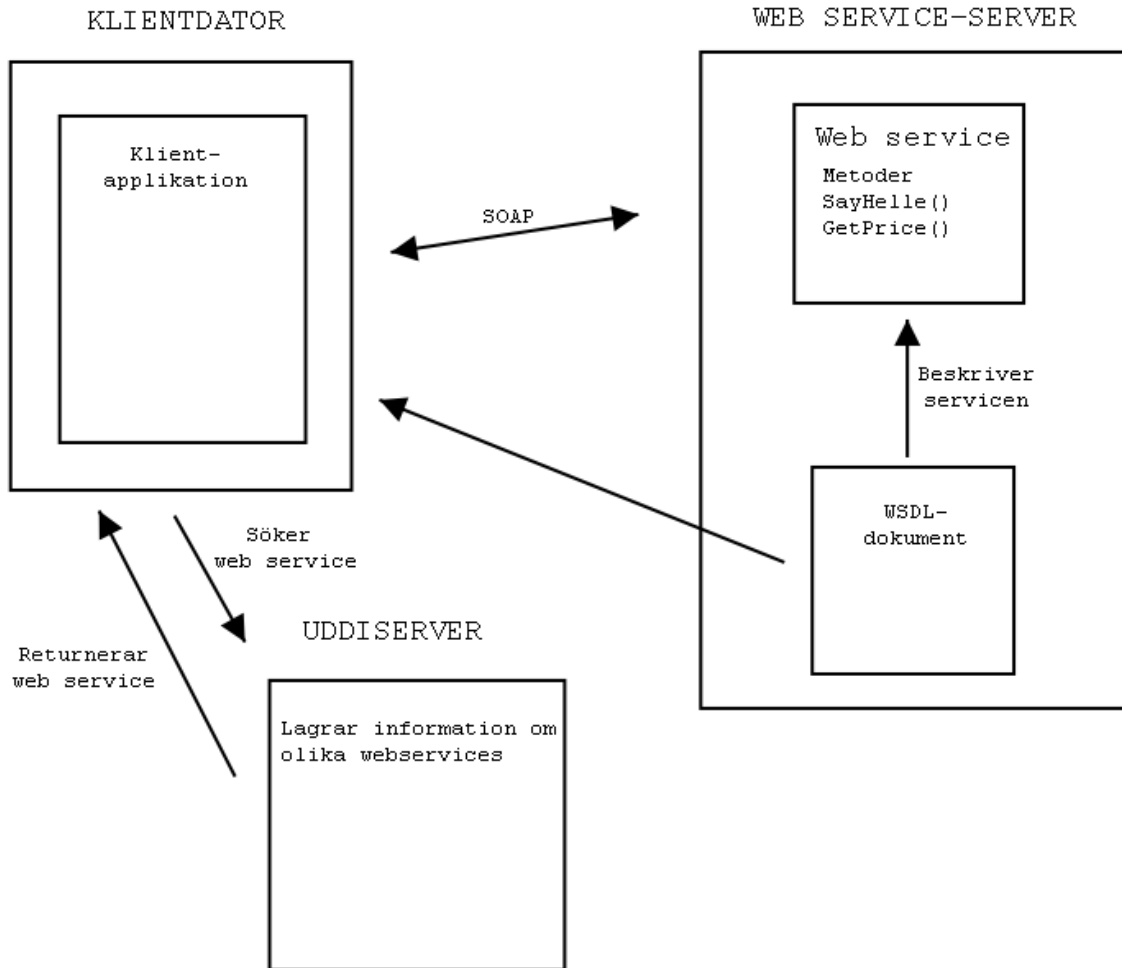 KLIENTDATOR
WEB SERVICE-SERVER
Klient-
applikation
Web service
Metoder
SayHelle()
GetPrice()
SOAP
Beskriver
servicen
WSDL-
dokument
Söker
web service
Returnerar
web service
UDDISERVER
Lagrar information om
olika webservices